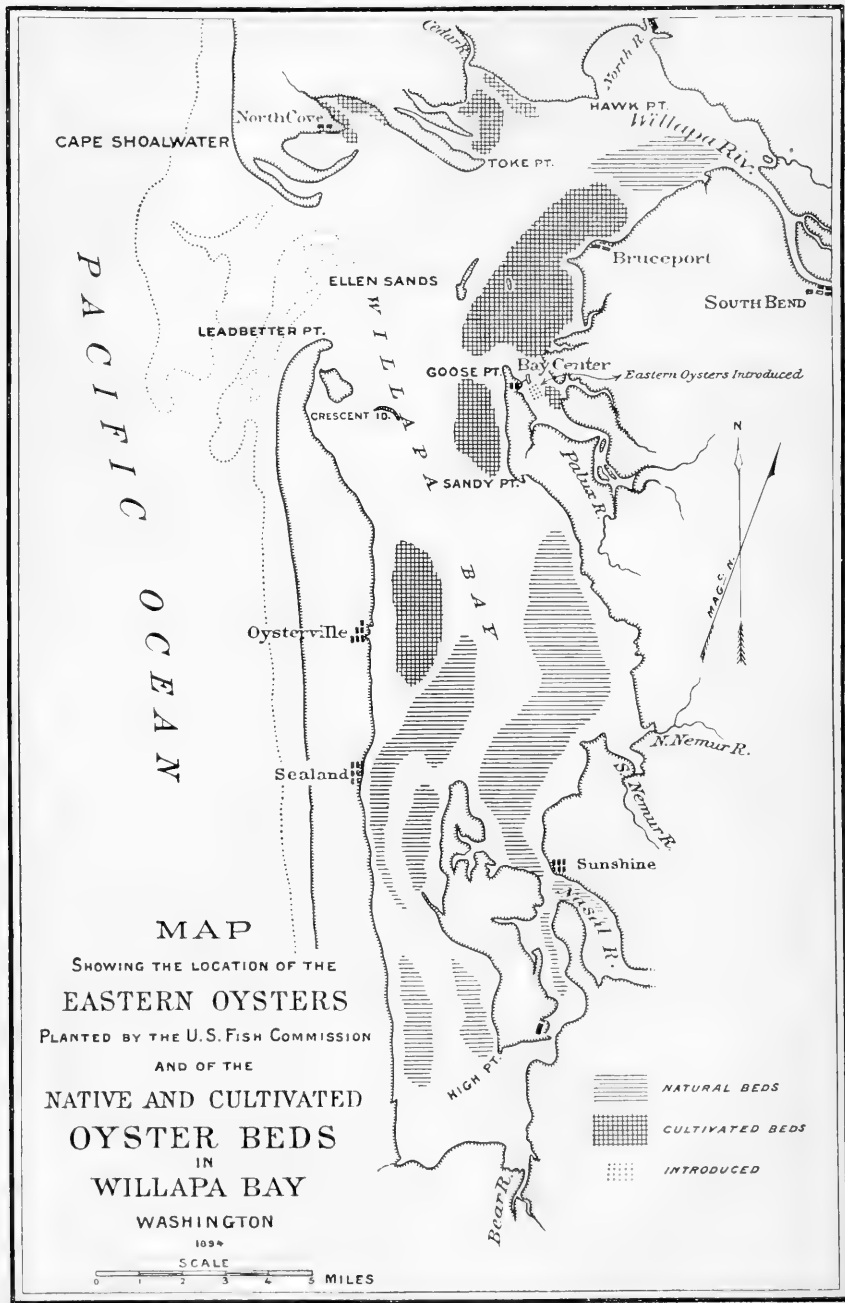 Cedar R.
North R.
North Cove
HAWK PT.
Willapa Riv.
CAPE SHOALWATER
TOKE PT.
Bruceport
ELLEN SANDS
SOUTH BEND
LEADBETTER PT.
WILLAPA BAY
PACIFIC OCEAN
GOOSE PT.
Bay Center
Eastern Oysters Introduced
CRESCENT ID.
N
SANDY PT.
Palux R.
MAG. N.
Oysterville
N. Nemur R.
Sealand
S. Nemur R.
Sunshine
Nasal R.
MAP
SHOWING THE LOCATION OF THE
EASTERN OYSTERS
PLANTED BY THE U.S. FISH COMMISSION
AND OF THE
NATIVE AND CULTIVATED
OYSTER BEDS
IN
WILLAPA BAY
WASHINGTON
1894
SCALE
0 1 2 3 4 5 MILES
HIGH PT.
Bear R.
NATURAL BEDS
CULTIVATED BEDS
INTRODUCED